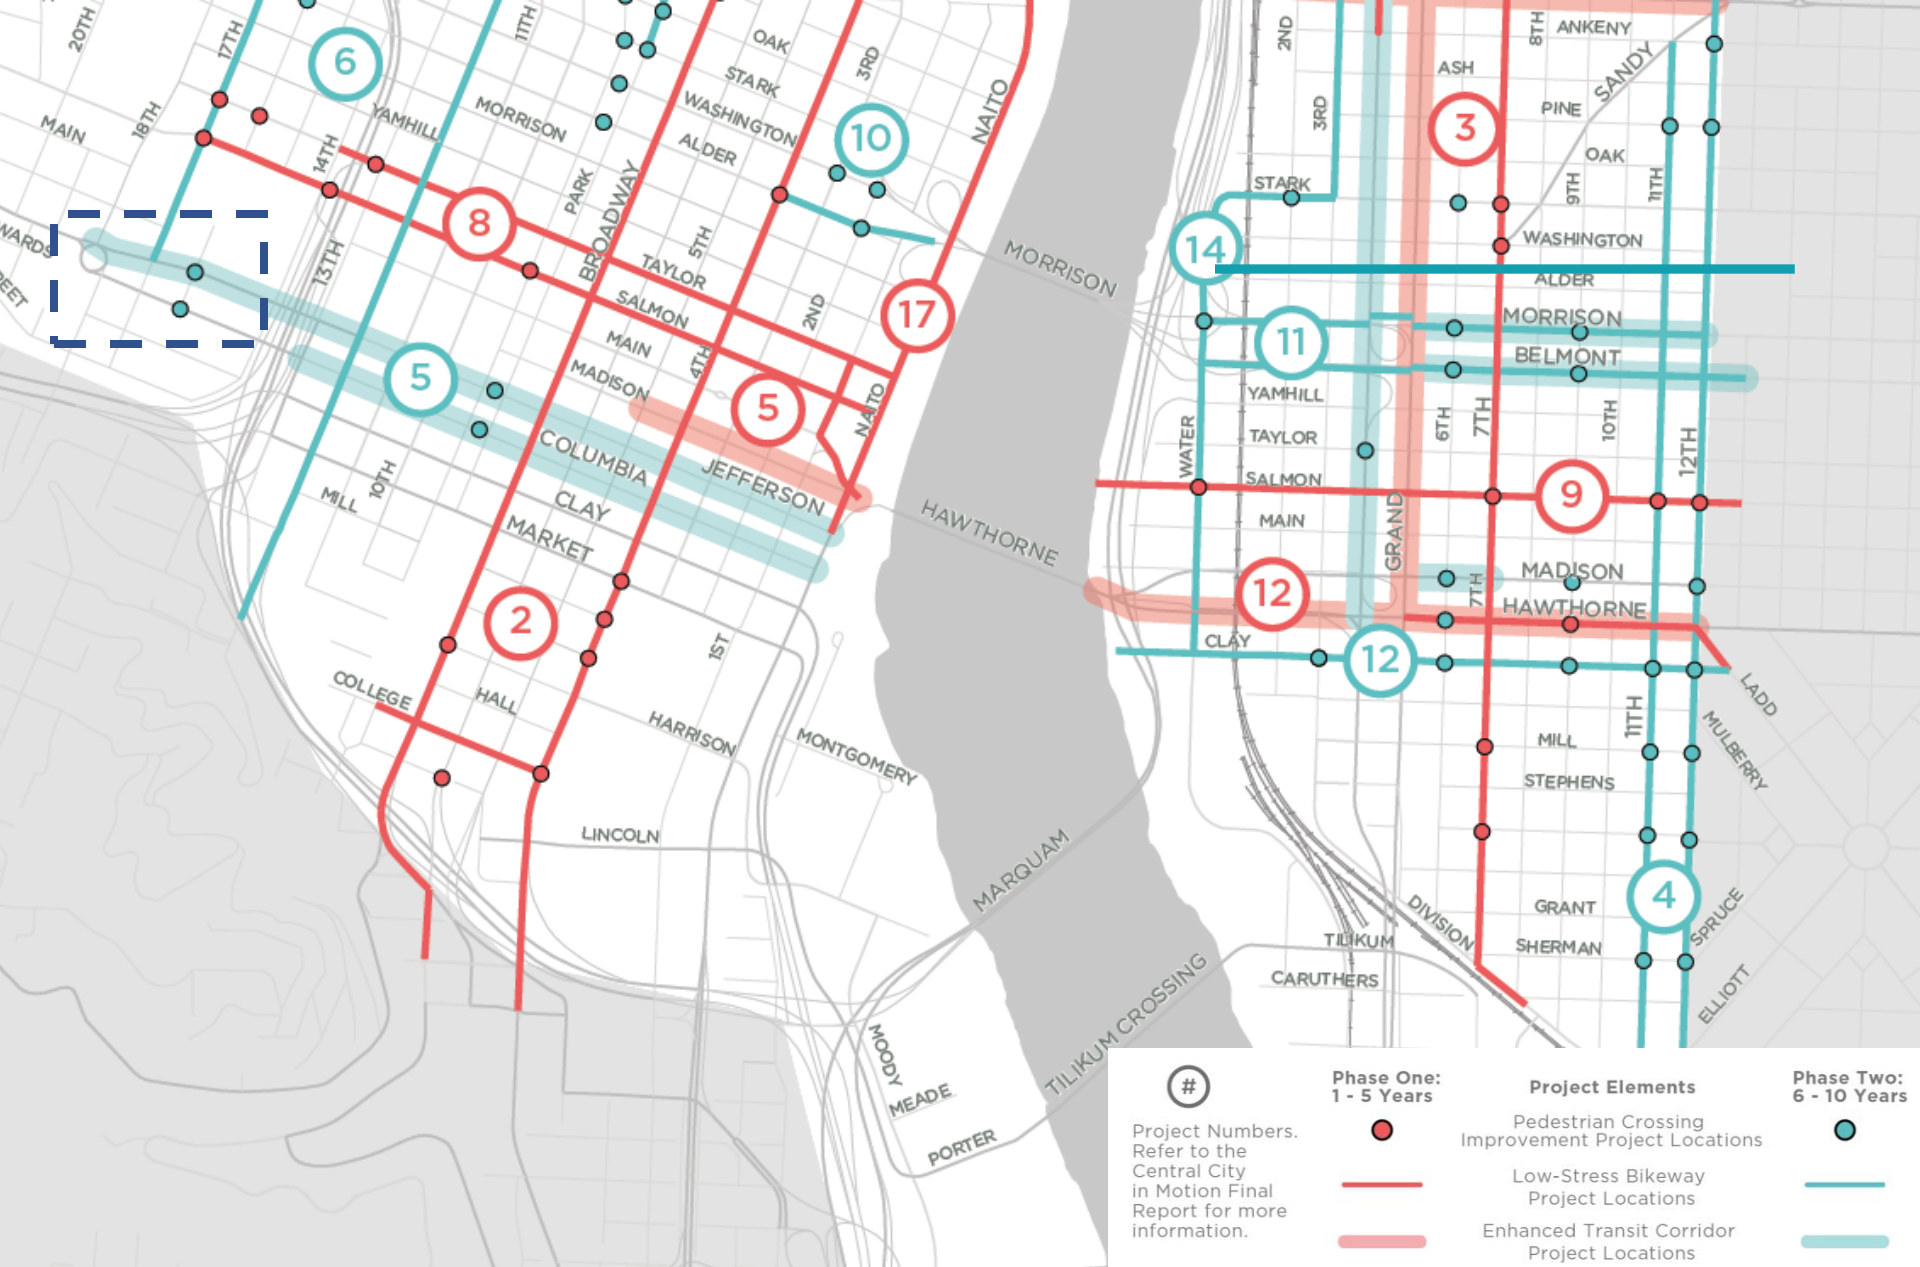 20TH
17TH
6
11TH
OAK
3RD
STARK
NAITO
WASHINGTON
10
MORRISON
YAMHILL
ALDER
MAIN
18TH
14TH
PARK
BROADWAY
8
5TH
MORRISON
WARDS
REET
13TH
TAYLOR
SALMON
2ND
17
MAIN
4TH
MADISON
5
5
NAITO
COLUMBIA
JEFFERSON
10TH
MILL
CLAY
MARKET
HAWTHORNE
2
1ST
COLLEGE
HALL
HARRISON
MONTGOMERY
LINCOLN
MARQUAM
TILIKUM CROSSING
MOODY
MEADE
PORTER
2ND
8TH
ANKENY
SANDY
ASH
3RD
3
PINE
OAK
STARK
9TH
11TH
14
WASHINGTON
ALDER
MORRISON
11
BELMONT
YAMHILL
6TH
7TH
10TH
WATER
TAYLOR
12TH
SALMON
9
MAIN
GRAND
MADISON
12
7TH
HAWTHORNE
CLAY
12
LADD
11TH
MULBERRY
MILL
STEPHENS
4
GRANT
SPRUCE
DIVISION
SHERMAN
TILIKUM
CARUTHERS
ELLIOTT
#
Project Numbers.
Refer to the
Central City
in Motion Final
Report for more
information.
Phase One:
1 - 5 Years
Project Elements
Phase Two:
6 - 10 Years
Pedestrian Crossing
Improvement Project Locations
Low-Stress Bikeway
Project Locations
Enhanced Transit Corridor
Project Locations